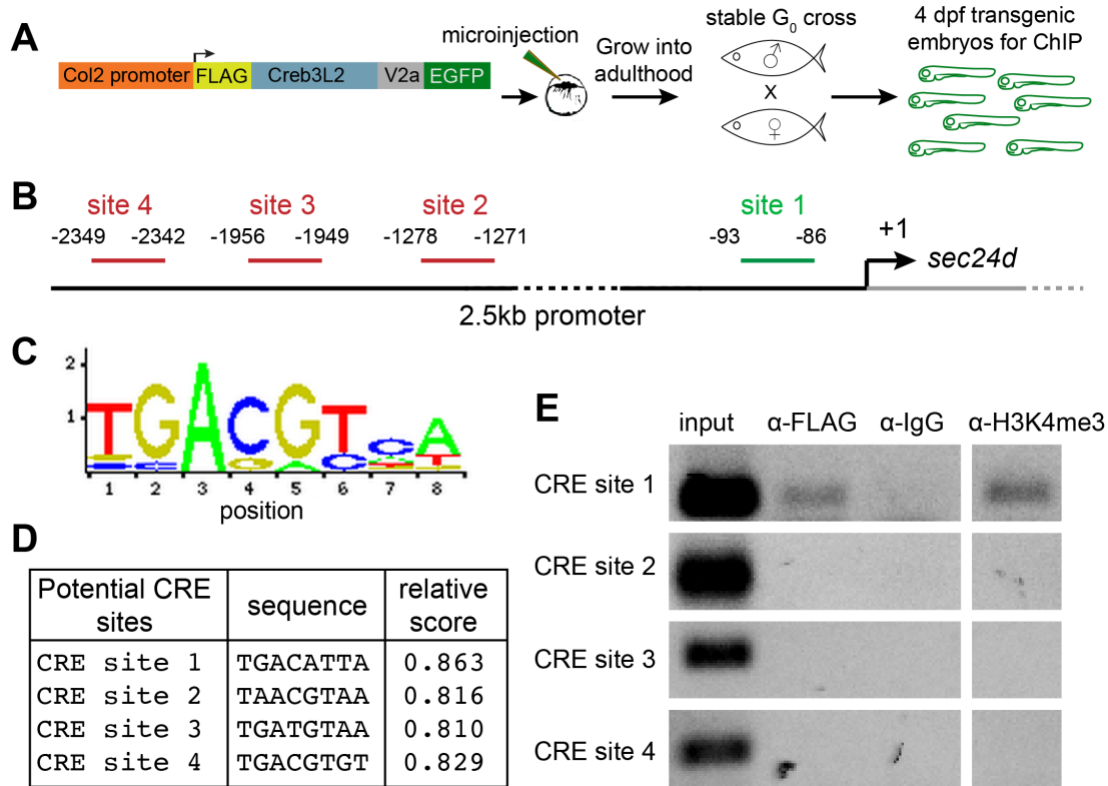 A
Col2 promoter FLAG Creb3L2 V2a EGFP
microinjection
Grow into
adulthood
stable G0 cross
♂
X
♀
4 dpf transgenic
embryos for ChIP
B
site 4 site 3 site 2 site 1
-2349 -2342 -1956 -1949 -1278 -1271 -93 -86
+1
sec24d
2.5kb promoter
C
2
1
TGACGT A
1 2 3 4 5 6 7 8
position
D
Potential CRE sites sequence relative score
CRE site 1 TGACATTA 0.863
CRE site 2 TAACGTAA 0.816
CRE site 3 TGATGTAA 0.810
CRE site 4 TGACGTGT 0.829
E
input α-FLAG α-IgG α-H3K4me3
CRE site 1
CRE site 2
CRE site 3
CRE site 4